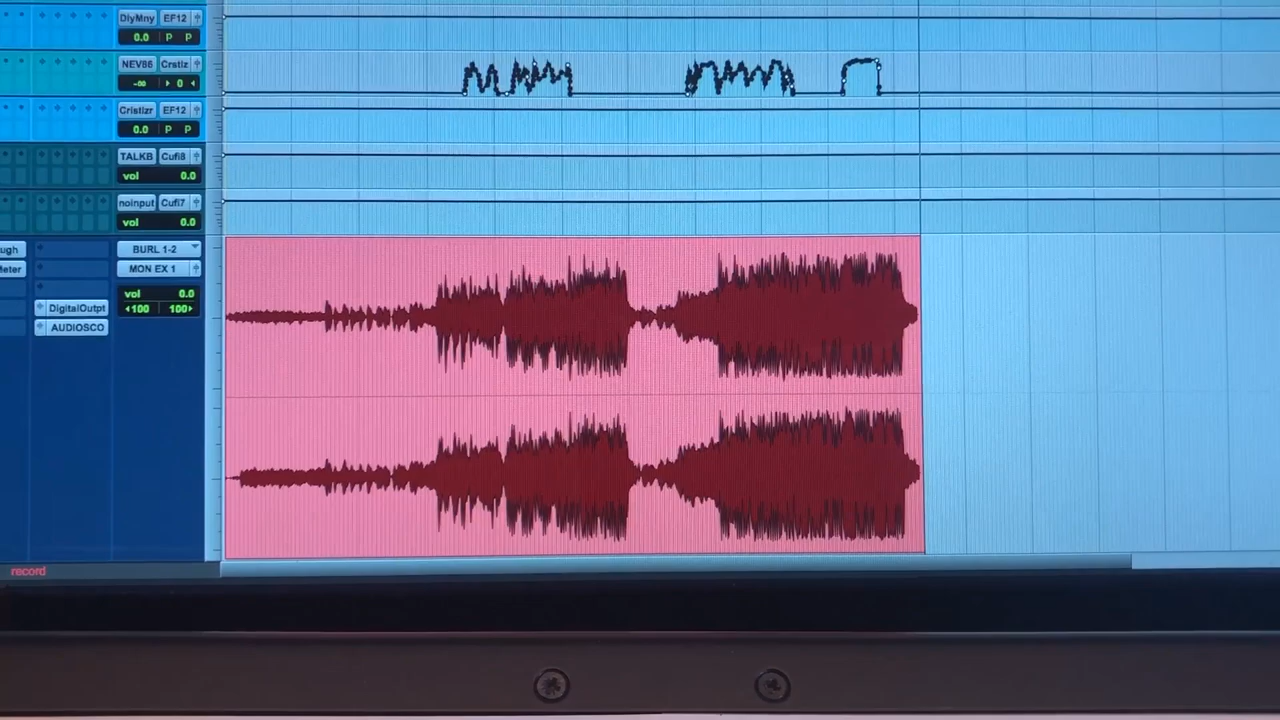 DlyMny EF12
0.0 P P
NEV86 Crstlz
-∞ 0
Cristlzr EF12
0.0 P P
TALKB Cufi8
vol 0.0
noinput Cufi7
vol 0.0
ugh BURL 1-2
leter MON EX 1
vol 0.0
DigitalOutpt 100 100
AUDIOSCO
record